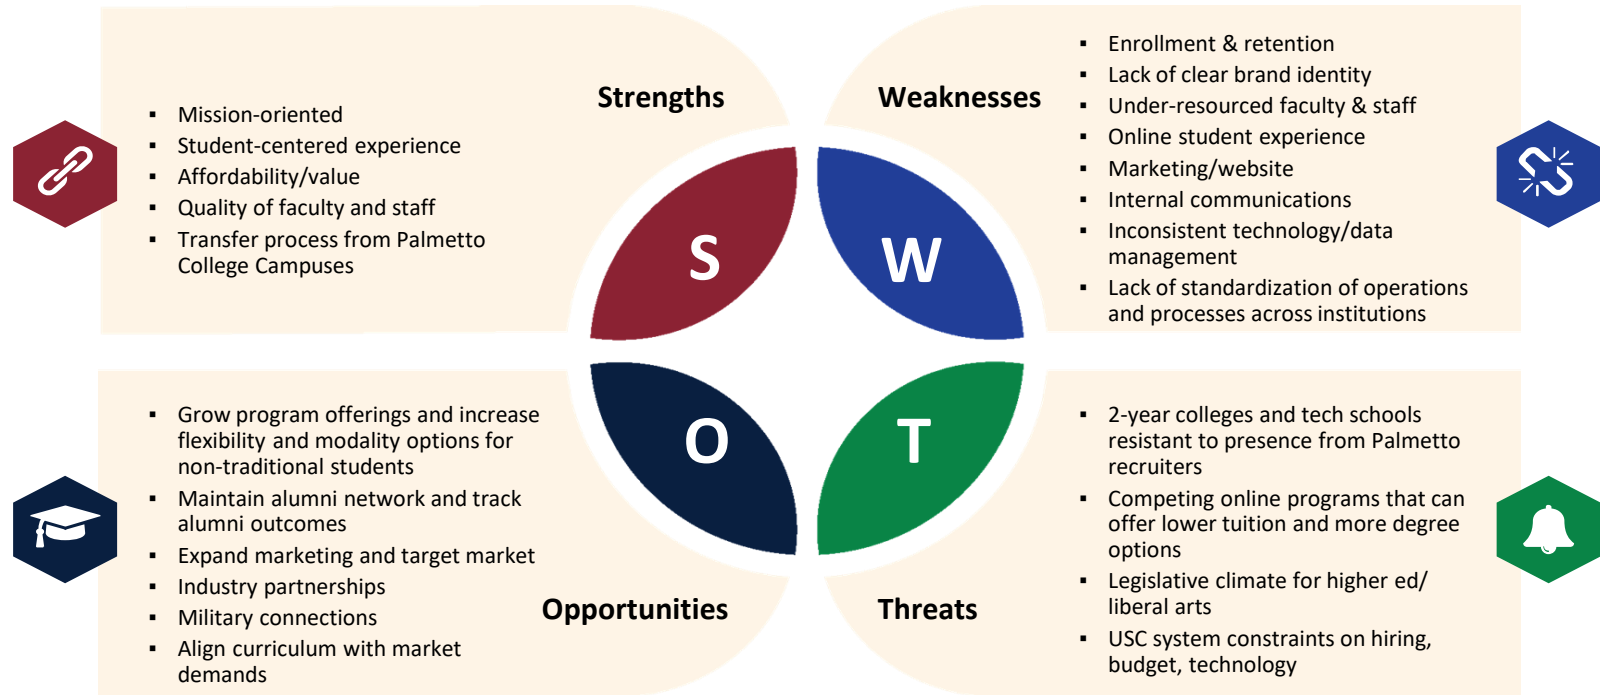 Strengths
▪ Mission-oriented
▪ Student-centered experience
▪ Affordability/value
▪ Quality of faculty and staff
▪ Transfer process from Palmetto
College Campuses
S
Weaknesses
▪ Enrollment & retention
▪ Lack of clear brand identity
▪ Under-resourced faculty & staff
▪ Online student experience
▪ Marketing/website
▪ Internal communications
▪ Inconsistent technology/data
management
▪ Lack of standardization of operations
and processes across institutions
W
▪ Grow program offerings and increase
flexibility and modality options for
non-traditional students
▪ Maintain alumni network and track
alumni outcomes
▪ Expand marketing and target market
▪ Industry partnerships
▪ Military connections
▪ Align curriculum with market
demands
O
Opportunities
▪ 2-year colleges and tech schools
resistant to presence from Palmetto
recruiters
▪ Competing online programs that can
offer lower tuition and more degree
options
▪ Legislative climate for higher ed/
liberal arts
▪ USC system constraints on hiring,
budget, technology
T
Threats